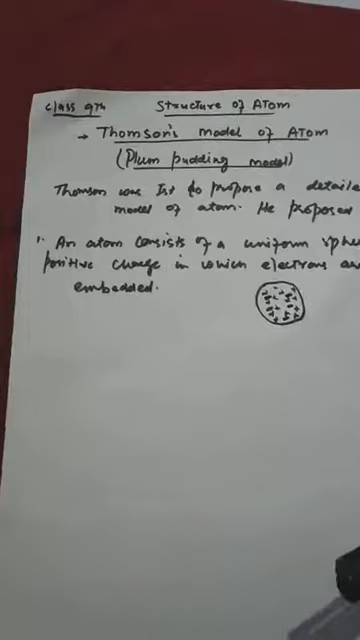 Class 9th
Structure of Atom
→ Thomson's model of Atom
(Plum pudding model)
Thomson was Ist to propose a detaile
model of atom. He proposed
1. An atom consists of a uniform sphe
positive charge in which electrons are
embedded.